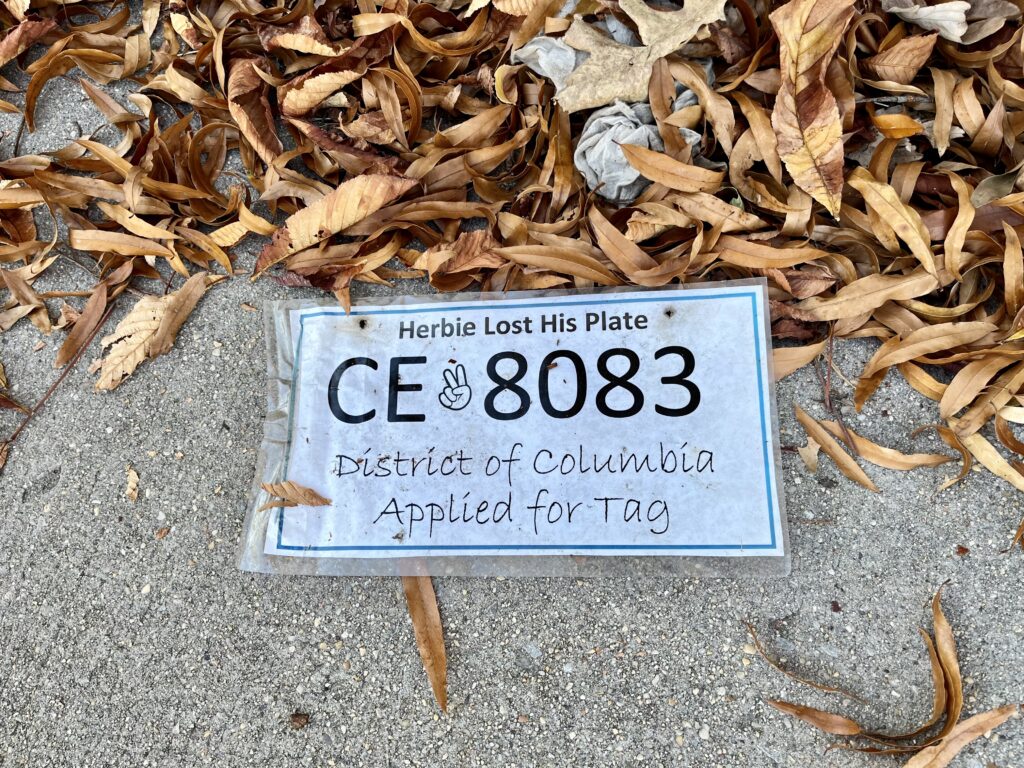 Herbie Lost His Plate
CE ✌ 8083
District of Columbia
Applied for Tag